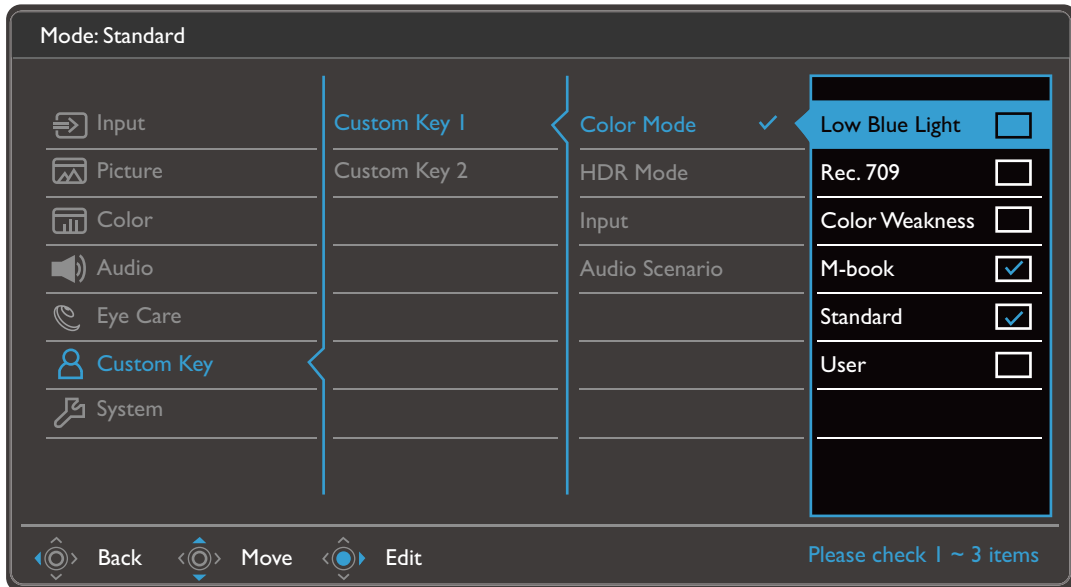 Mode: Standard
Input
Picture
Color
Audio
Eye Care
Custom Key
System
Custom Key 1
Custom Key 2
Color Mode
HDR Mode
Input
Audio Scenario
Low Blue Light
Rec. 709
Color Weakness
M-book
Standard
User
Back Move Edit
Please check 1 ~ 3 items